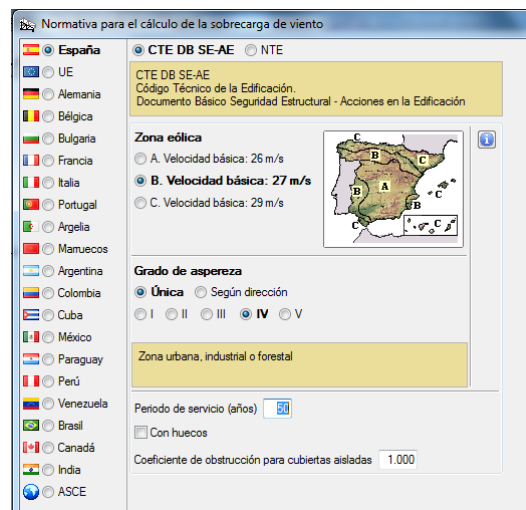 Normativa para el cálculo de la sobrecarga de viento
España
UE
Alemania
Bélgica
Bulgaria
Francia
Italia
Portugal
Argelia
Marruecos
Argentina
Colombia
Cuba
México
Paraguay
Perú
Venezuela
Brasil
Canadá
India
ASCE
CTE DB SE-AE NTE
CTE DB SE-AE
Código Técnico de la Edificación.
Documento Básico Seguridad Estructural - Acciones en la Edificación
Zona eólica
A. Velocidad básica: 26 m/s
B. Velocidad básica: 27 m/s
C. Velocidad básica: 29 m/s
C
B C
B A C
B
C C
Grado de aspereza
Única Según dirección
I II III IV V
Zona urbana, industrial o forestal
Periodo de servicio (años) 50
Con huecos
Coeficiente de obstrucción para cubiertas aisladas 1.000